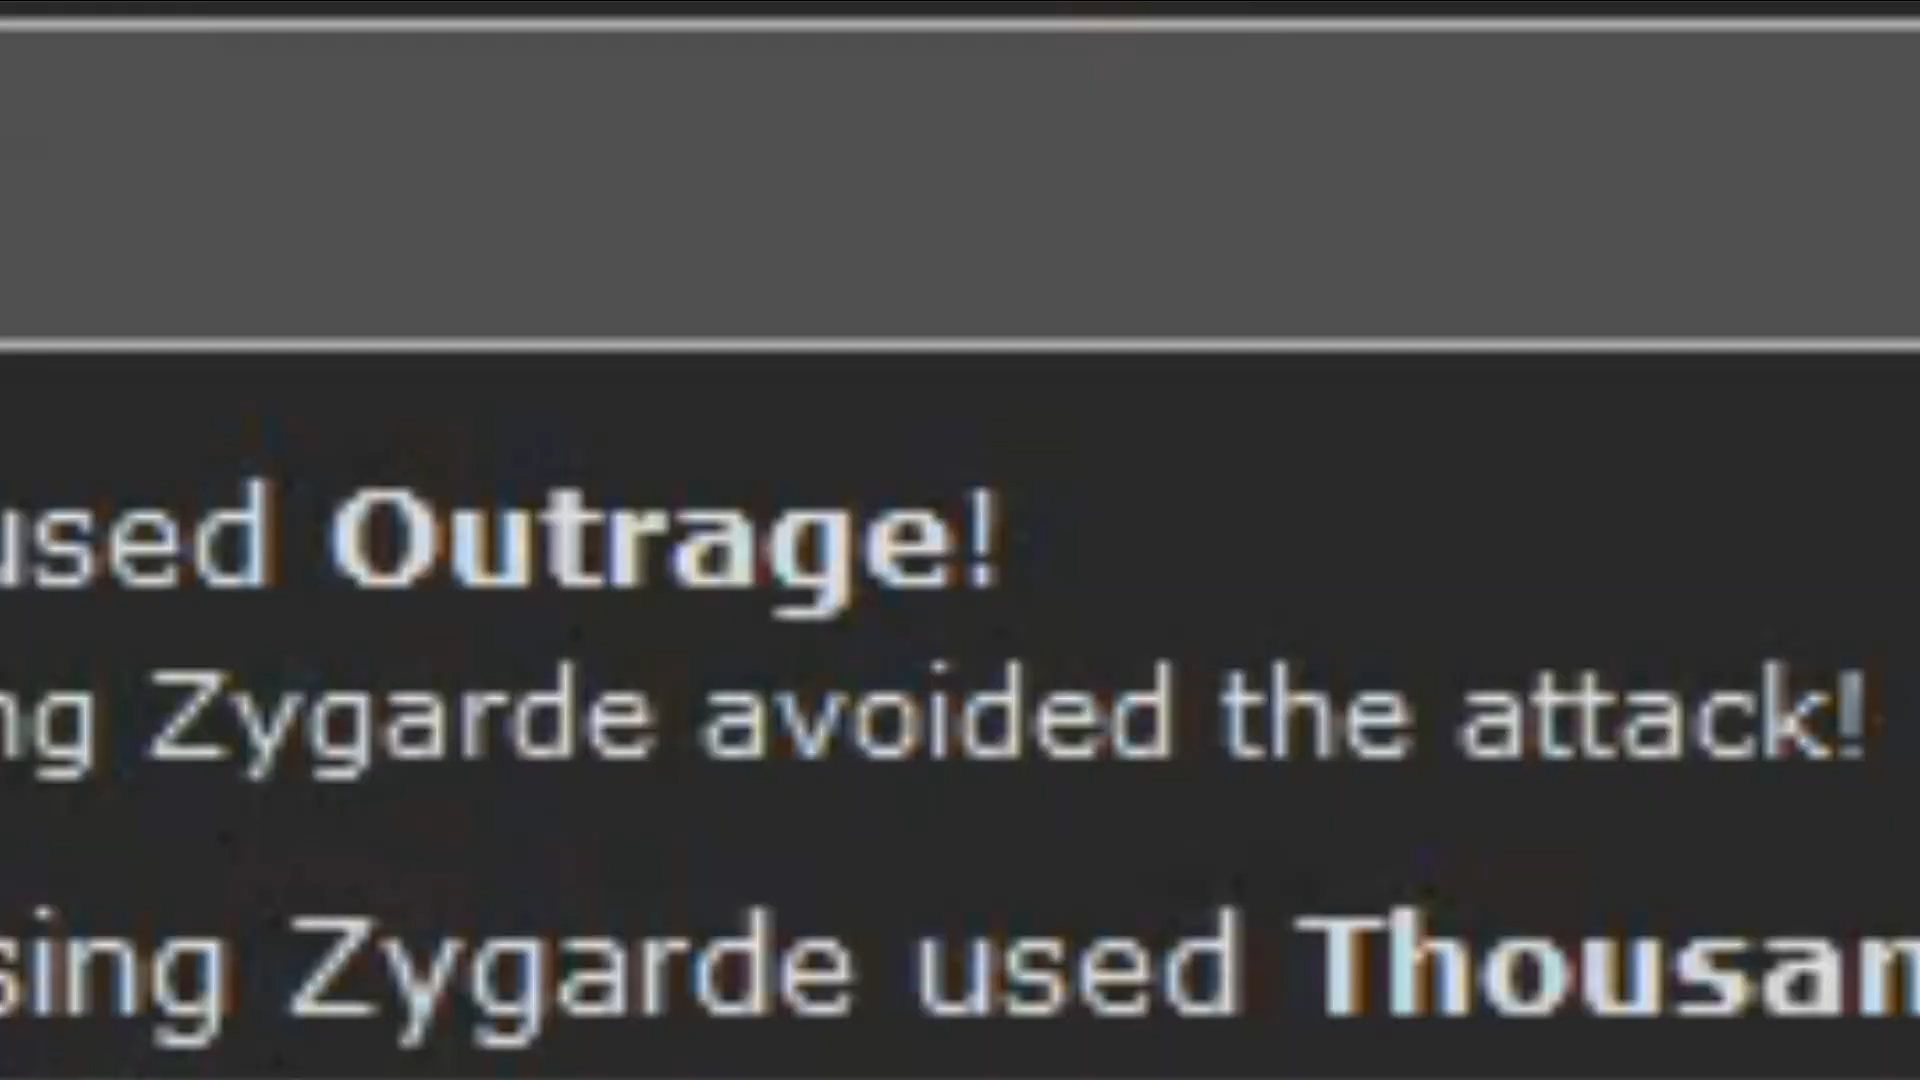 used Outrage!
ng Zygarde avoided the attack!
sing Zygarde used Thousan